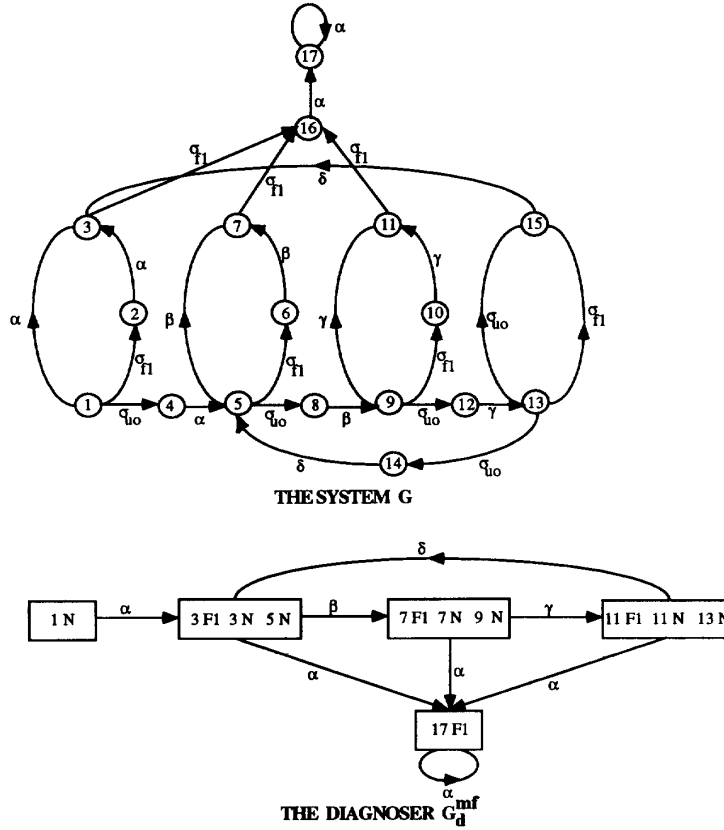 α
17
α
16
σf1 σf1 σf1
δ
3 7 11 15
α β γ
2 6 10
α β γ σuo σf1
σf1 σf1 σf1
1 4 5 8 9 12 13
σuo α σuo β σuo γ
14
δ σuo
THE SYSTEM G
δ
1 N α 3 F1 3 N 5 N β 7 F1 7 N 9 N γ 11 F1 11 N 13 N
α α α
17 F1
α
THE DIAGNOSER G_d^mf